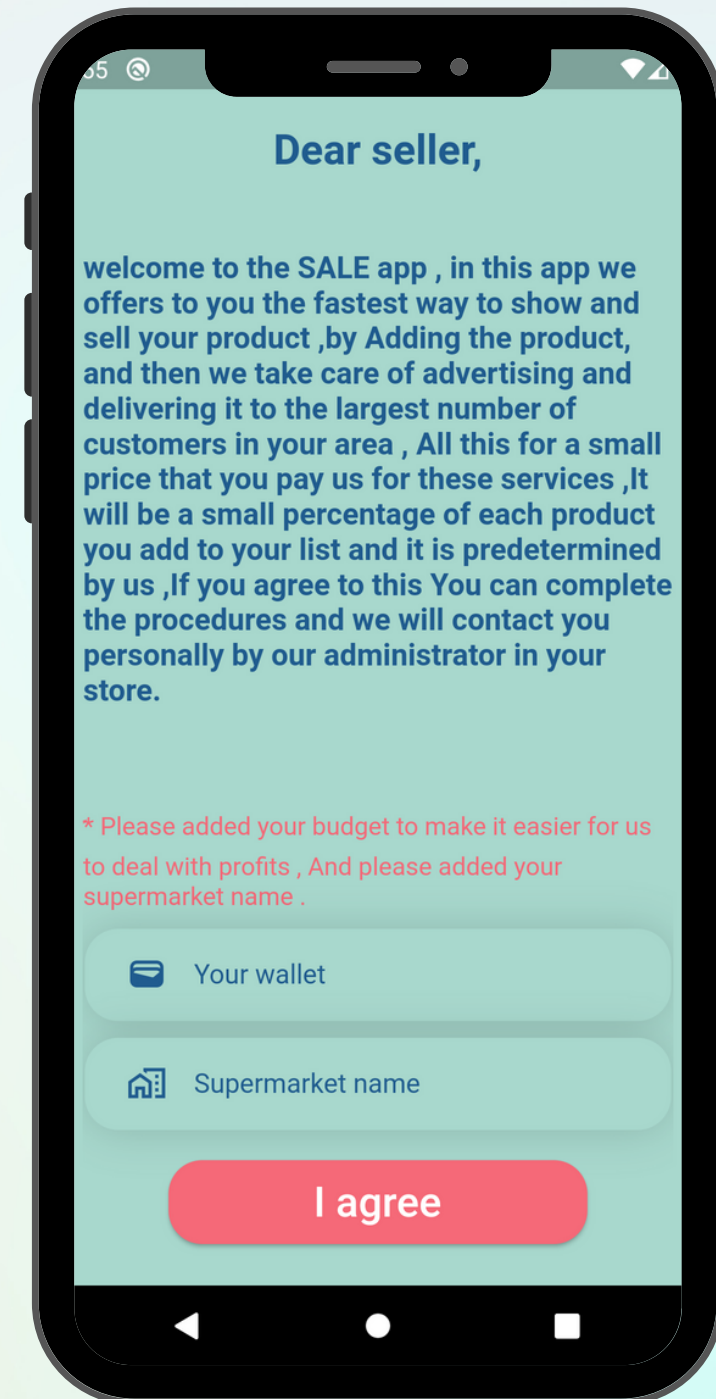 Dear seller,
welcome to the SALE app , in this app we
offers to you the fastest way to show and
sell your product ,by Adding the product,
and then we take care of advertising and
delivering it to the largest number of
customers in your area , All this for a small
price that you pay us for these services ,It
will be a small percentage of each product
you add to your list and it is predetermined
by us ,If you agree to this You can complete
the procedures and we will contact you
personally by our administrator in your
store.
* Please added your budget to make it easier for us
to deal with profits , And please added your
supermarket name .
Your wallet
Supermarket name
I agree